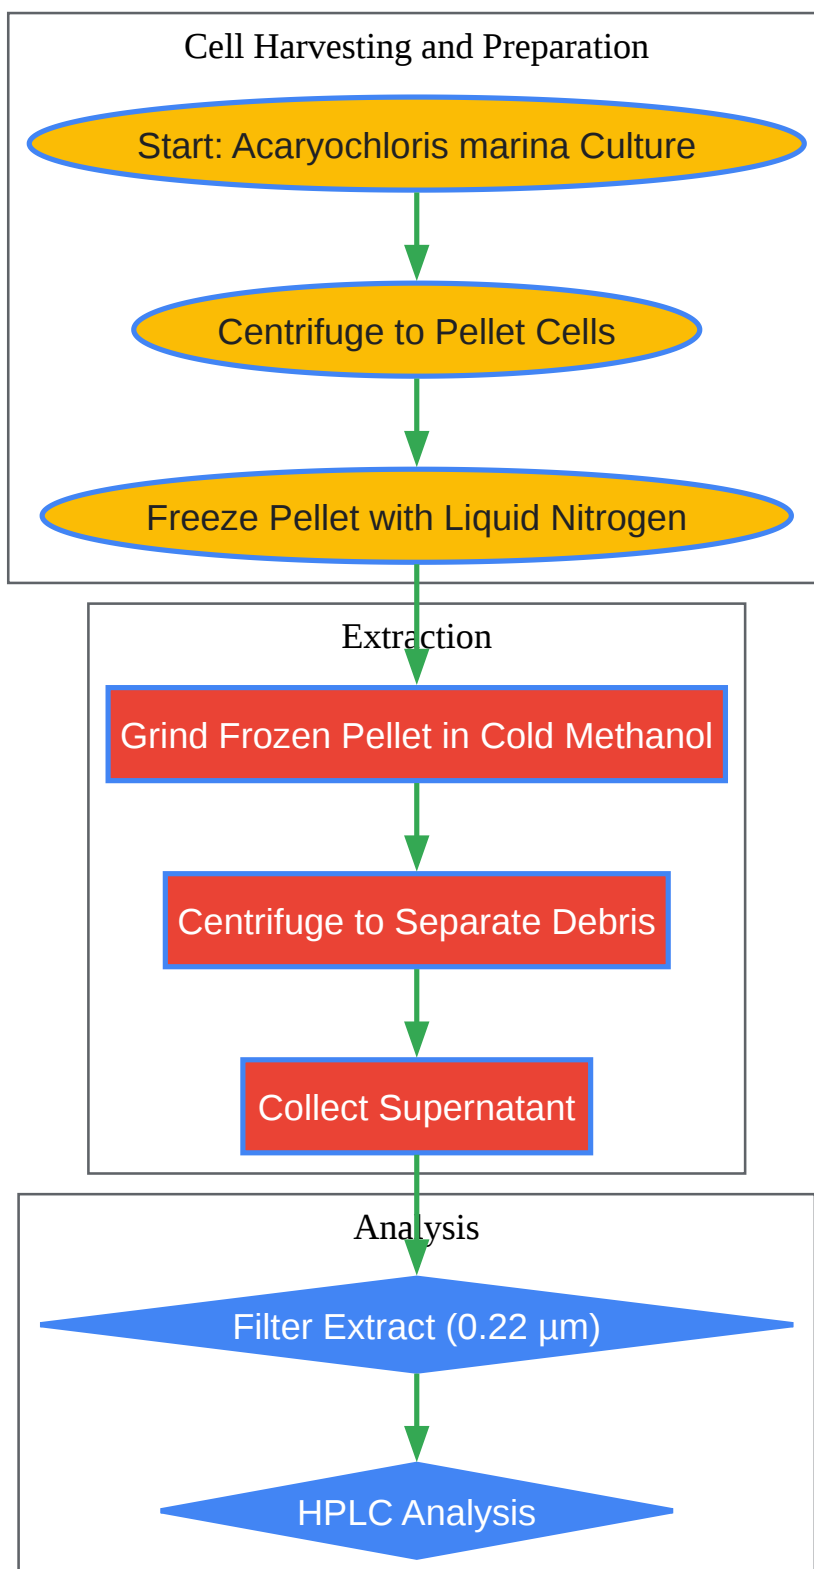 Cell Harvesting and Preparation
Start: Acaryochloris marina Culture
Centrifuge to Pellet Cells
Freeze Pellet with Liquid Nitrogen
Extraction
Grind Frozen Pellet in Cold Methanol
Centrifuge to Separate Debris
Collect Supernatant
Analysis
Filter Extract (0.22 µm)
HPLC Analysis